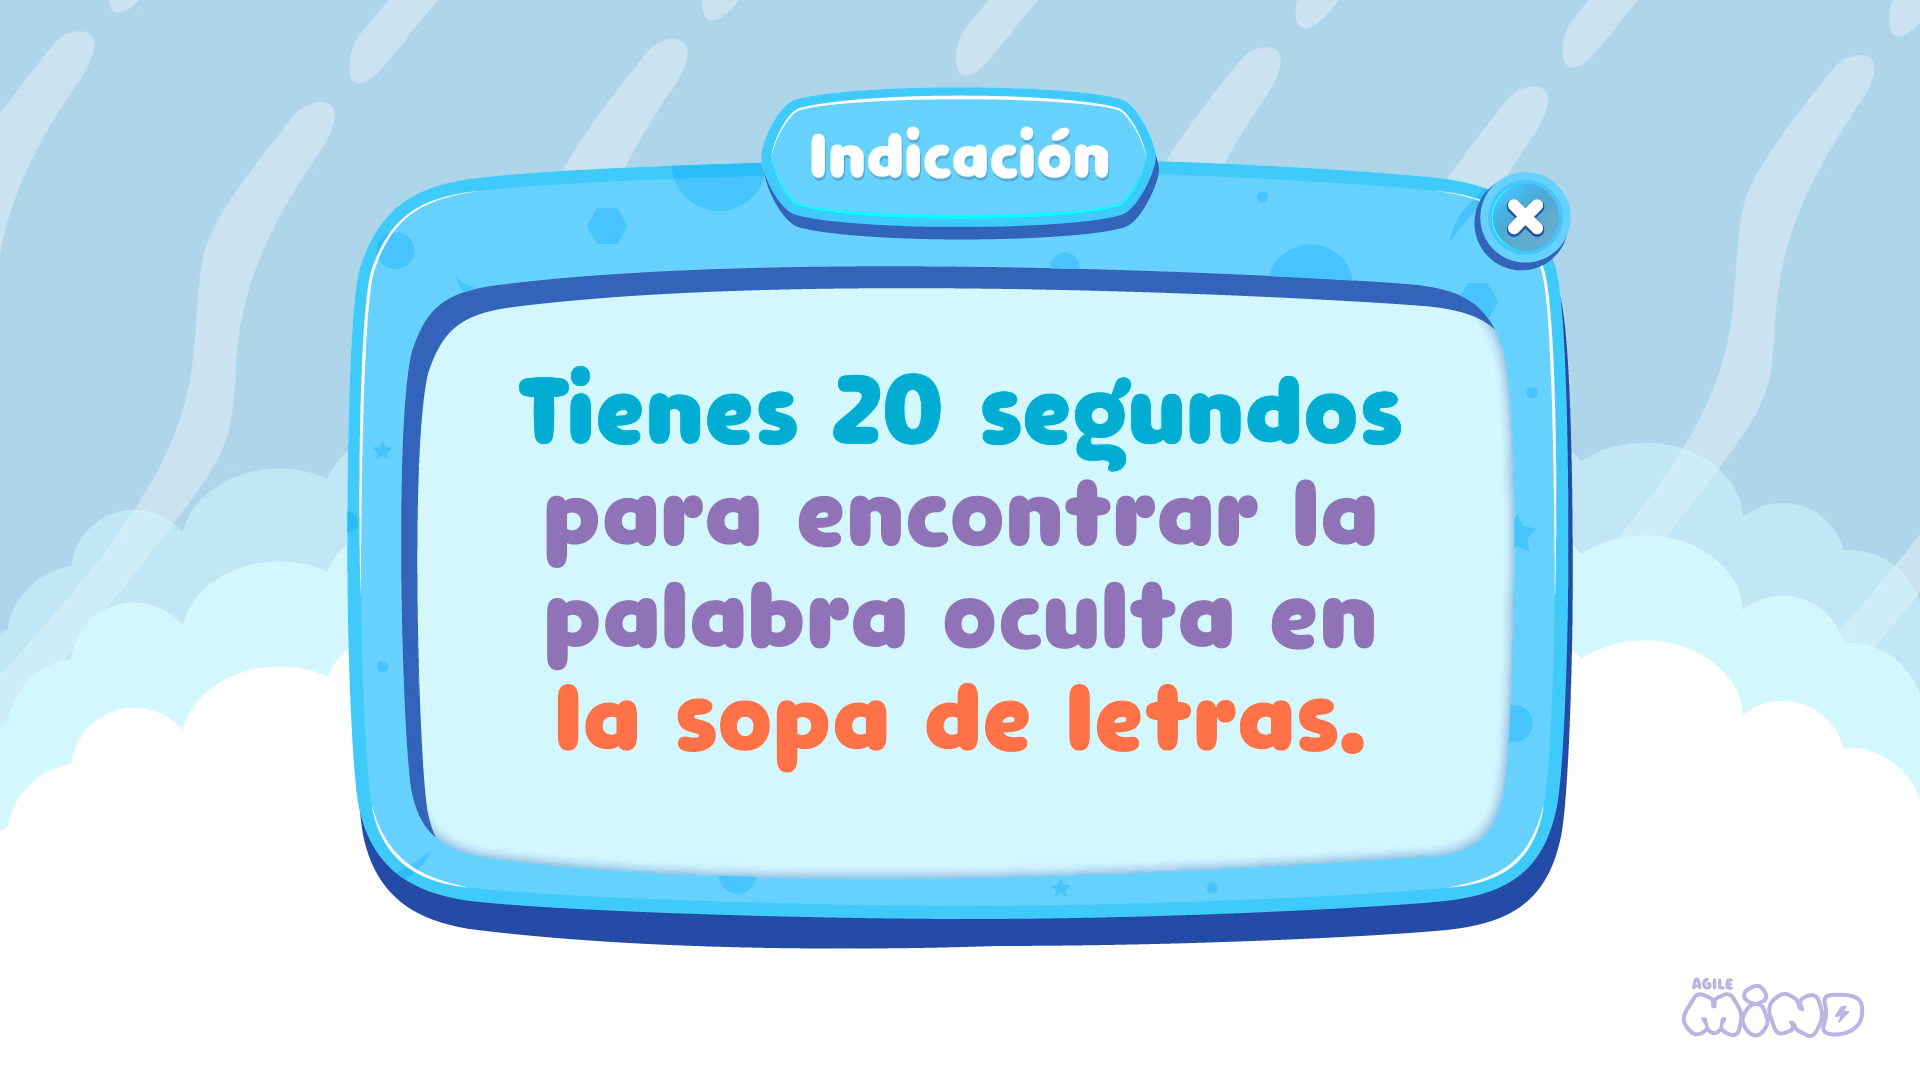 Indicación
Tienes 20 segundos
para encontrar la
palabra oculta en
la sopa de letras.
AGILE
MiND